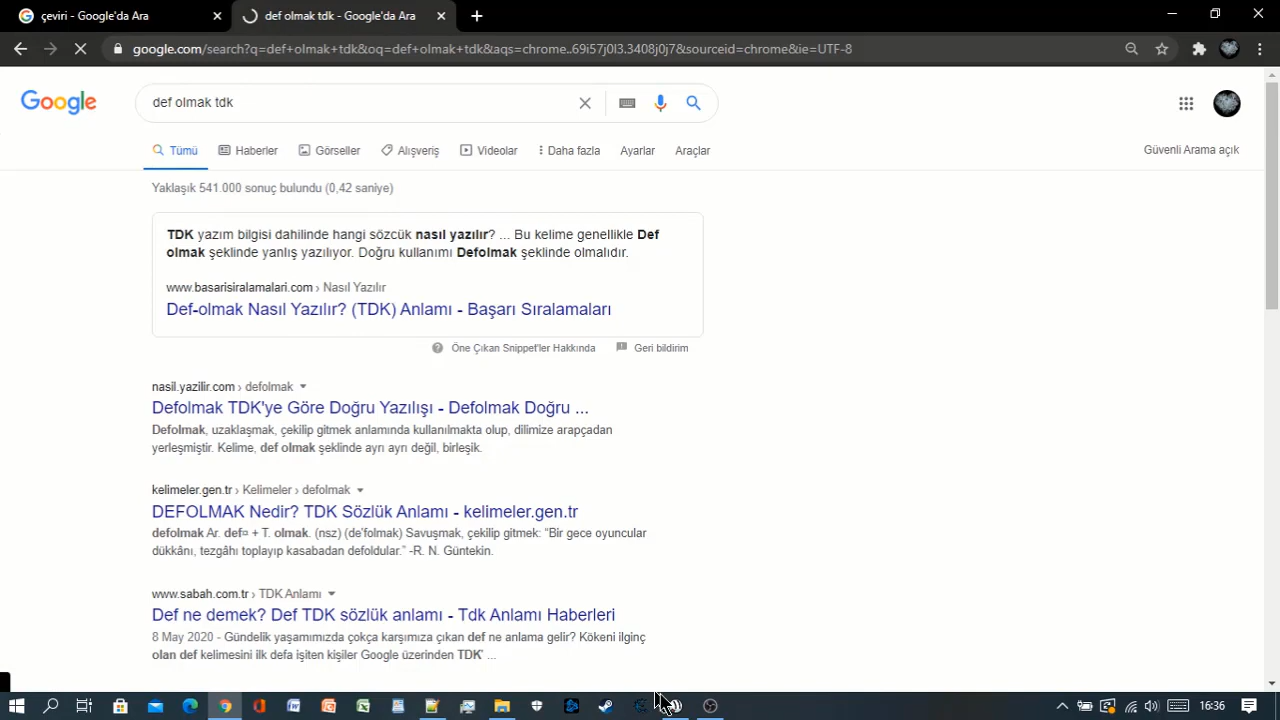 çeviri - Google'da Ara
def olmak tdk - Google'da Ara
google.com/search?q=def+olmak+tdk&oq=def+olmak+tdk&aqs=chrome..69i57j0l3.3408j0j7&sourceid=chrome&ie=UTF-8
Google
def olmak tdk
Tümü
Haberler
Görseller
Alışveriş
Videolar
Daha fazla
Ayarlar
Araçlar
Güvenli Arama açık
Yaklaşık 541.000 sonuç bulundu (0,42 saniye)
TDK yazım bilgisi dahilinde hangi sözcük nasıl yazılır? ... Bu kelime genellikle Def
olmak şeklinde yanlış yazılıyor. Doğru kullanımı Defolmak şeklinde olmalıdır.
www.basarisiralamalari.com › Nasıl Yazılır
Def-olmak Nasıl Yazılır? (TDK) Anlamı - Başarı Sıralamaları
Öne Çıkan Snippet'ler Hakkında
Geri bildirim
nasil.yazilir.com › defolmak
Defolmak TDK'ye Göre Doğru Yazılışı - Defolmak Doğru ...
Defolmak, uzaklaşmak, çekilip gitmek anlamında kullanılmakta olup, dilimize arapçadan
yerleşmiştir. Kelime, def olmak şeklinde ayrı ayrı değil, birleşik.
kelimeler.gen.tr › Kelimeler › defolmak
DEFOLMAK Nedir? TDK Sözlük Anlamı - kelimeler.gen.tr
defolmak Ar. def¤ + T. olmak. (nsz) (de'folmak) Savuşmak, çekilip gitmek: “Bir gece oyuncular
dükkânı, tezgâhı toplayıp kasabadan defoldular.” -R. N. Güntekin.
www.sabah.com.tr › TDK Anlamı
Def ne demek? Def TDK sözlük anlamı - Tdk Anlamı Haberleri
8 May 2020 - Gündelik yaşamımızda çokça karşımıza çıkan def ne anlama gelir? Kökeni ilginç
olan def kelimesini ilk defa işiten kişiler Google üzerinden TDK' ...
16:36